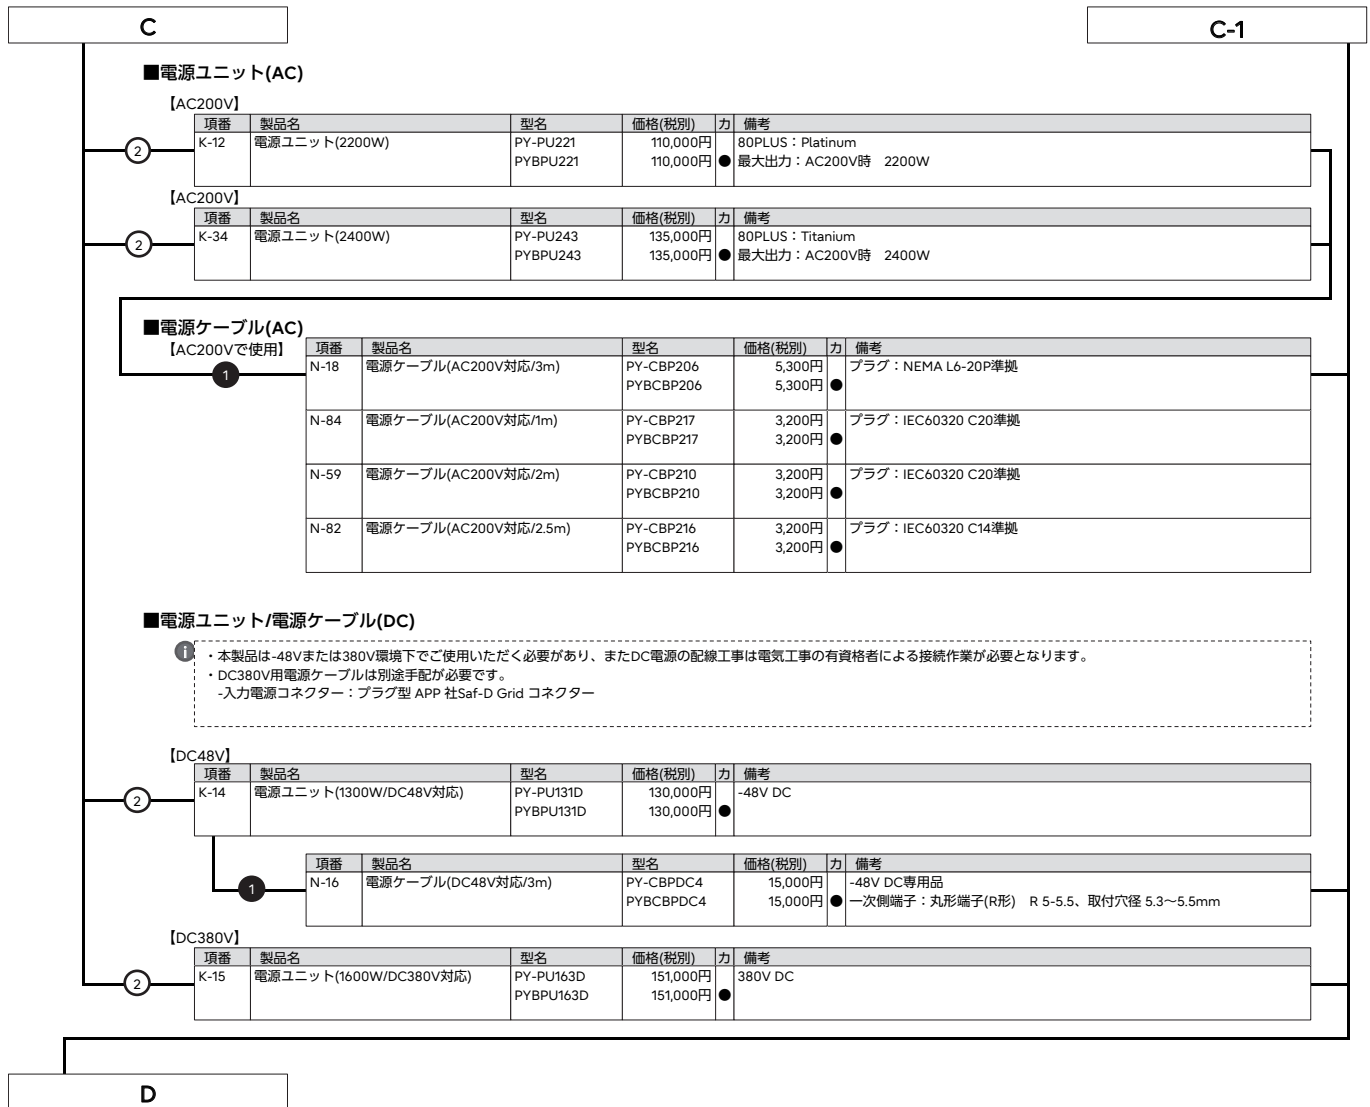 C
C-1
■電源ユニット(AC)
【AC200V】
項番 製品名 型名 価格(税別) カ 備考
② K-12 電源ユニット(2200W) PY-PU221 110,000円 80PLUS：Platinum
PYBPU221 110,000円 ● 最大出力：AC200V時 2200W
【AC200V】
項番 製品名 型名 価格(税別) カ 備考
② K-34 電源ユニット(2400W) PY-PU243 135,000円 80PLUS：Titanium
PYBPU243 135,000円 ● 最大出力：AC200V時 2400W
■電源ケーブル(AC)
【AC200Vで使用】 項番 製品名 型名 価格(税別) カ 備考
❶ N-18 電源ケーブル(AC200V対応/3m) PY-CBP206 5,300円 プラグ：NEMA L6-20P準拠
PYBCBP206 5,300円 ●
N-84 電源ケーブル(AC200V対応/1m) PY-CBP217 3,200円 プラグ：IEC60320 C20準拠
PYBCBP217 3,200円 ●
N-59 電源ケーブル(AC200V対応/2m) PY-CBP210 3,200円 プラグ：IEC60320 C20準拠
PYBCBP210 3,200円 ●
N-82 電源ケーブル(AC200V対応/2.5m) PY-CBP216 3,200円 プラグ：IEC60320 C14準拠
PYBCBP216 3,200円 ●
■電源ユニット/電源ケーブル(DC)
i ・本製品は-48Vまたは380V環境下でご使用いただく必要があり、またDC電源の配線工事は電気工事の有資格者による接続作業が必要となります。
・DC380V用電源ケーブルは別途手配が必要です。
-入力電源コネクター：プラグ型 APP 社Saf-D Grid コネクター
【DC48V】
項番 製品名 型名 価格(税別) カ 備考
② K-14 電源ユニット(1300W/DC48V対応) PY-PU131D 130,000円 -48V DC
PYBPU131D 130,000円 ●
項番 製品名 型名 価格(税別) カ 備考
❶ N-16 電源ケーブル(DC48V対応/3m) PY-CBPDC4 15,000円 -48V DC専用品
PYBCBPDC4 15,000円 ● 一次側端子：丸形端子(R形) R 5-5.5、取付穴径 5.3～5.5mm
【DC380V】
項番 製品名 型名 価格(税別) カ 備考
② K-15 電源ユニット(1600W/DC380V対応) PY-PU163D 151,000円 380V DC
PYBPU163D 151,000円 ●
D